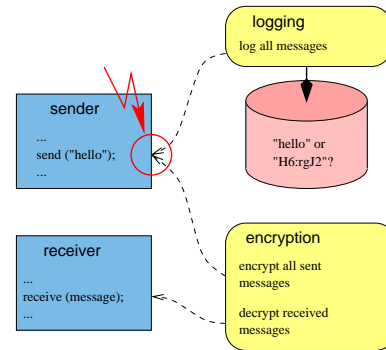 logging
log all messages
sender
...
send ("hello");
...
"hello" or
"H6:rgJ2"?
receiver
...
receive (message);
...
encryption
encrypt all sent
messages
decrypt received
messages